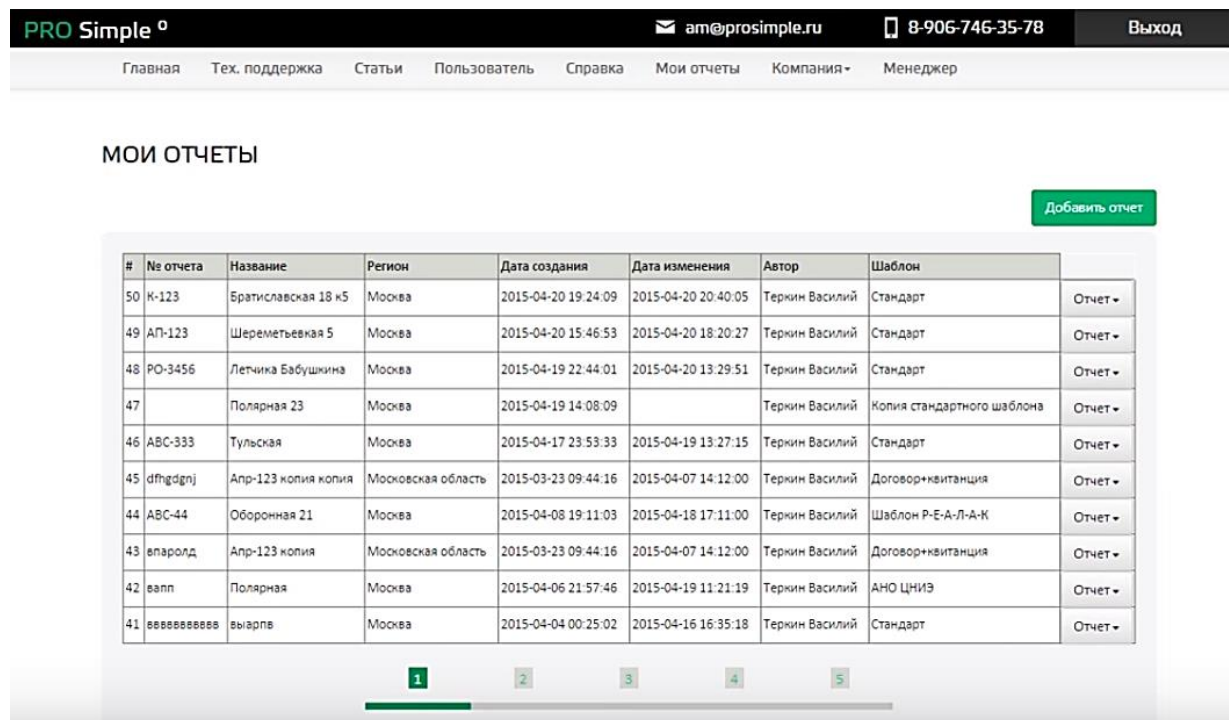 PRO Simple º am@prosimple.ru 8-906-746-35-78 Выход
Главная Тех. поддержка Статьи Пользователь Справка Мои отчеты Компания Менеджер
МОИ ОТЧЕТЫ
Добавить отчет
# № отчета Название Регион Дата создания Дата изменения Автор Шаблон
50 К-123 Братиславская 18 к5 Москва 2015-04-20 19:24:09 2015-04-20 20:40:05 Теркин Василий Стандарт Отчет
49 АП-123 Шереметьевкая 5 Москва 2015-04-20 15:46:53 2015-04-20 18:20:27 Теркин Василий Стандарт Отчет
48 РО-3456 Летчика Бабушкина Москва 2015-04-19 22:44:01 2015-04-20 13:29:51 Теркин Василий Стандарт Отчет
47 Полярная 23 Москва 2015-04-19 14:08:09 Теркин Василий Копия стандартного шаблона Отчет
46 АВС-333 Тульская Москва 2015-04-17 23:53:33 2015-04-19 13:27:15 Теркин Василий Стандарт Отчет
45 dfhgdgnj Апр-123 копия копия Московская область 2015-03-23 09:44:16 2015-04-07 14:12:00 Теркин Василий Договор+квитанция Отчет
44 АВС-44 Оборонная 21 Москва 2015-04-08 19:11:03 2015-04-18 17:11:00 Теркин Василий Шаблон Р-Е-А-Л-А-К Отчет
43 впаролд Апр-123 копия Московская область 2015-03-23 09:44:16 2015-04-07 14:12:00 Теркин Василий Договор+квитанция Отчет
42 вапп Полярная Москва 2015-04-06 21:57:46 2015-04-19 11:21:19 Теркин Василий АНО ЦНИЭ Отчет
41 ввввввввввв выарпв Москва 2015-04-04 00:25:02 2015-04-16 16:35:18 Теркин Василий Стандарт Отчет
1 2 3 4 5